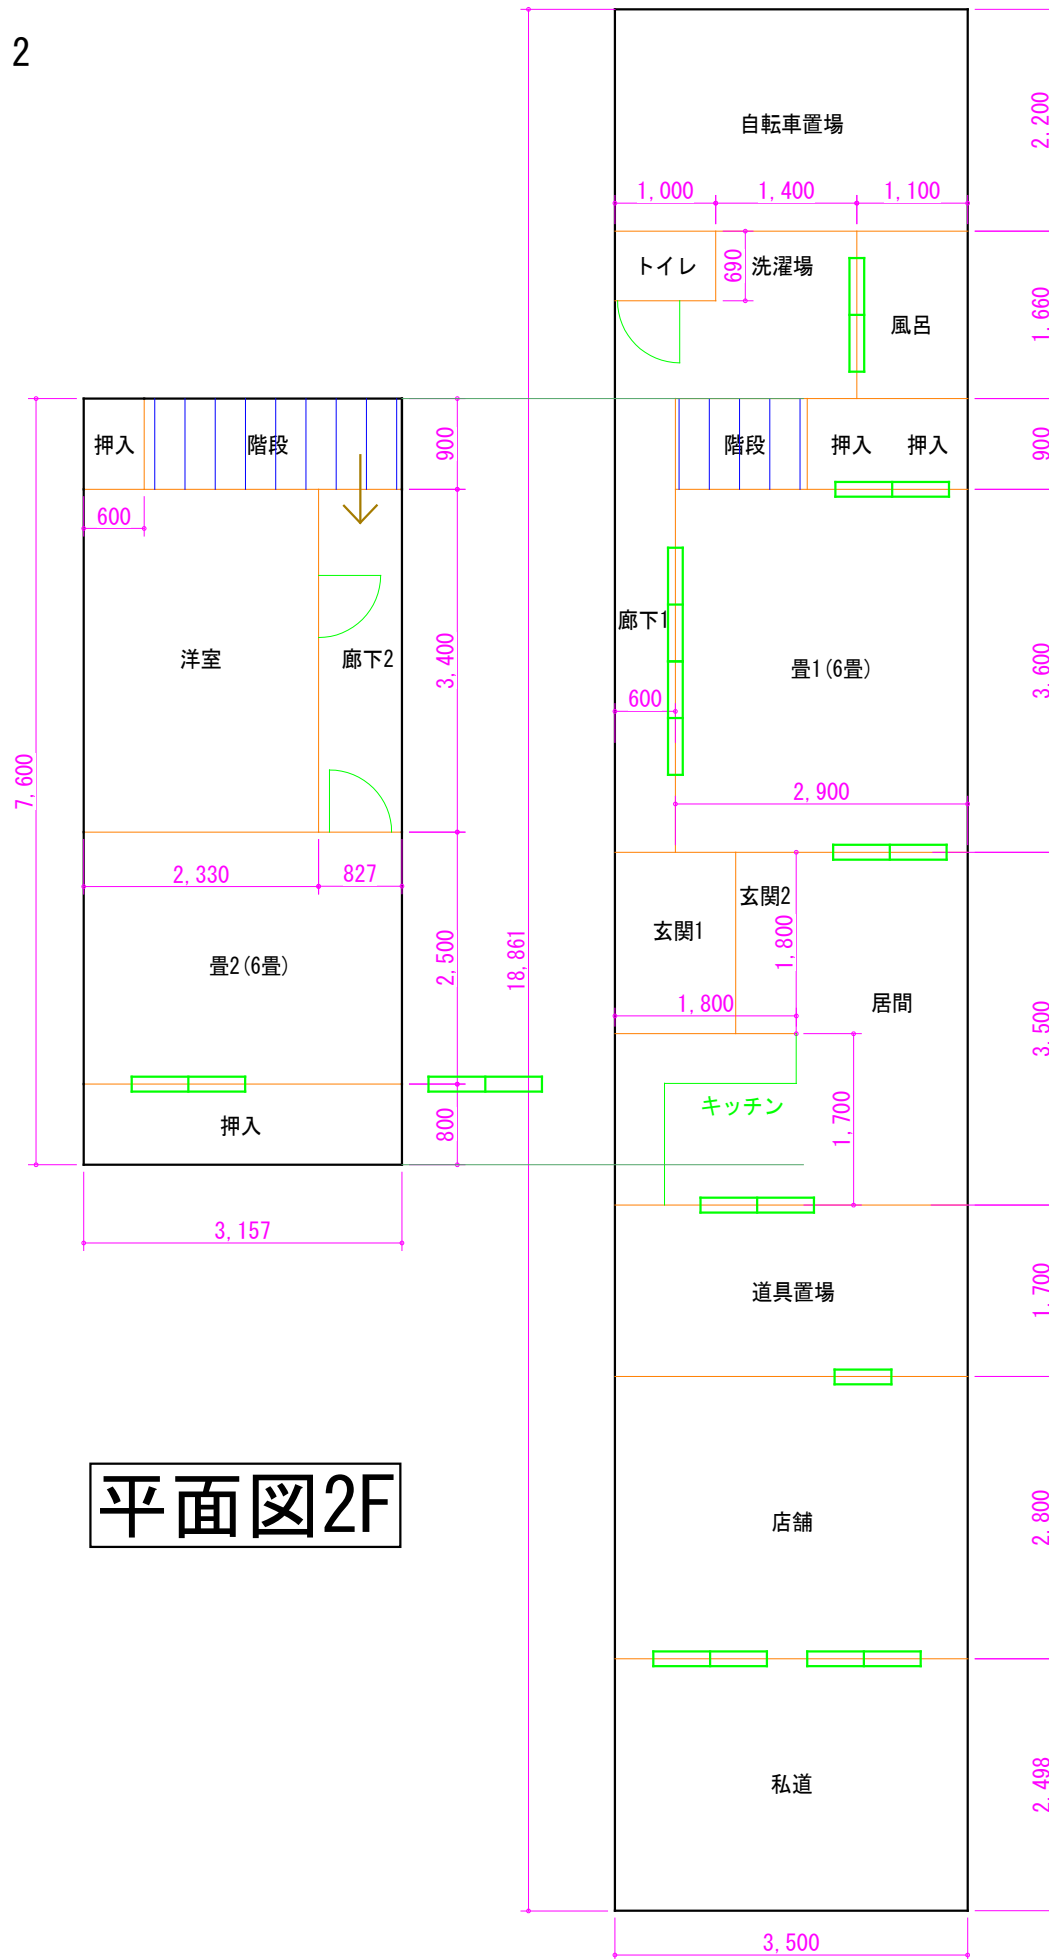 2
自転車置場
2,200
1,000
1,400
1,100
トイレ
690
洗濯場
風呂
1,660
押入
階段
900
階段
押入
押入
900
600
洋室
廊下2
3,400
廊下1
畳1(6畳)
3,600
600
2,900
7,600
2,330
827
玄関1
玄関2
1,800
18,861
畳2(6畳)
2,500
1,800
居間
3,500
キッチン
1,700
押入
800
3,157
道具置場
1,700
平面図2F
店舗
2,800
私道
2,498
3,500